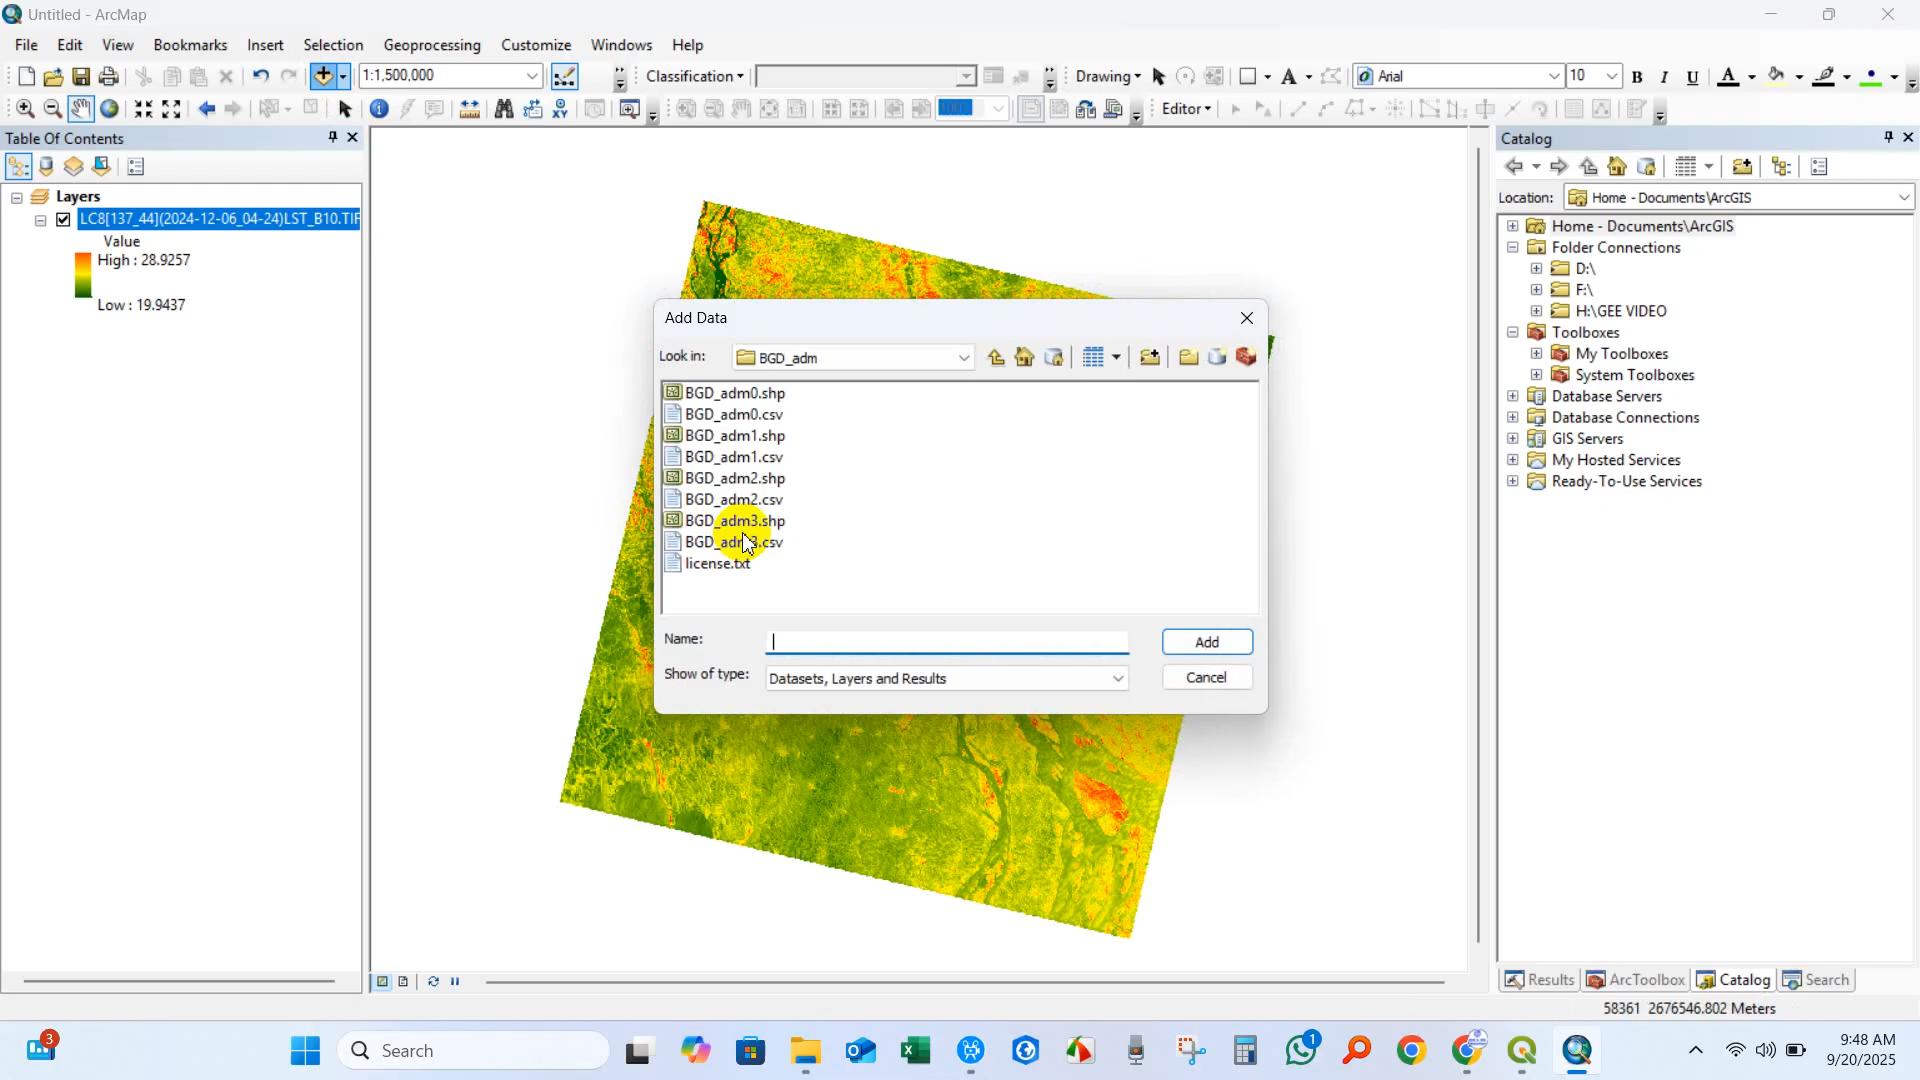 Untitled - ArcMap
File Edit View Bookmarks Insert Selection Geoprocessing Customize Windows Help
1:1,500,000 Classification Drawing Arial 10 B I U A
Editor
Table Of Contents
Layers
LC8[137_44](2024-12-06_04-24)LST_B10.TIF
Value
High : 28.9257
Low : 19.9437
Add Data
Look in: BGD_adm
BGD_adm0.shp
BGD_adm0.csv
BGD_adm1.shp
BGD_adm1.csv
BGD_adm2.shp
BGD_adm2.csv
BGD_adm3.shp
BGD_adm3.csv
license.txt
Name:
Add
Show of type: Datasets, Layers and Results
Cancel
Catalog
Location: Home - Documents\ArcGIS
Home - Documents\ArcGIS
Folder Connections
D:\
F:\
H:\GEE VIDEO
Toolboxes
My Toolboxes
System Toolboxes
Database Servers
Database Connections
GIS Servers
My Hosted Services
Ready-To-Use Services
Results ArcToolbox Catalog Search
58361 2676546.802 Meters
3
Search
1
9:48 AM
9/20/2025